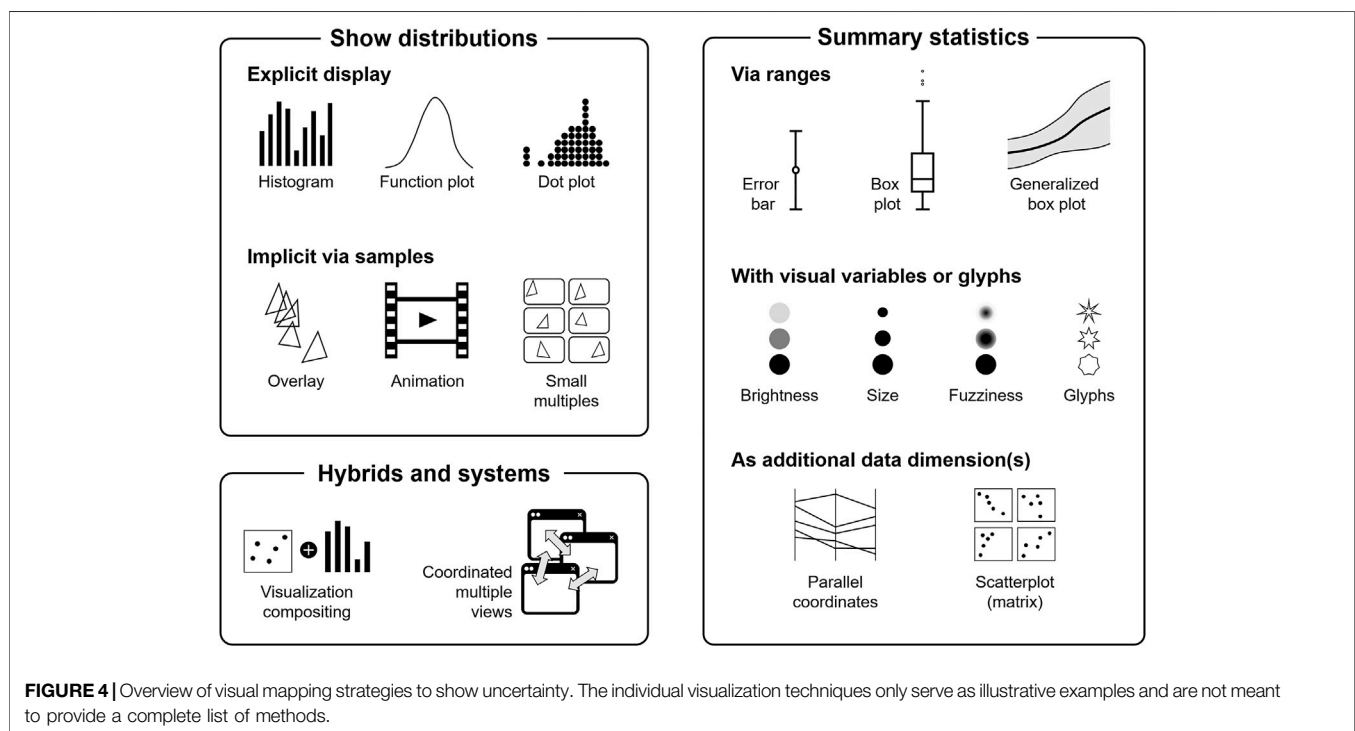 Show distributions
Explicit display
Histogram
Function plot
Dot plot
Implicit via samples
Overlay
Animation
Small
multiples
Hybrids and systems
Visualization
compositing
Coordinated
multiple
views
Summary statistics
Via ranges
Error
bar
Box
plot
Generalized
box plot
With visual variables or glyphs
Brightness
Size
Fuzziness
Glyphs
As additional data dimension(s)
Parallel
coordinates
Scatterplot
(matrix)
FIGURE 4 | Overview of visual mapping strategies to show uncertainty. The individual visualization techniques only serve as illustrative examples and are not meant
to provide a complete list of methods.